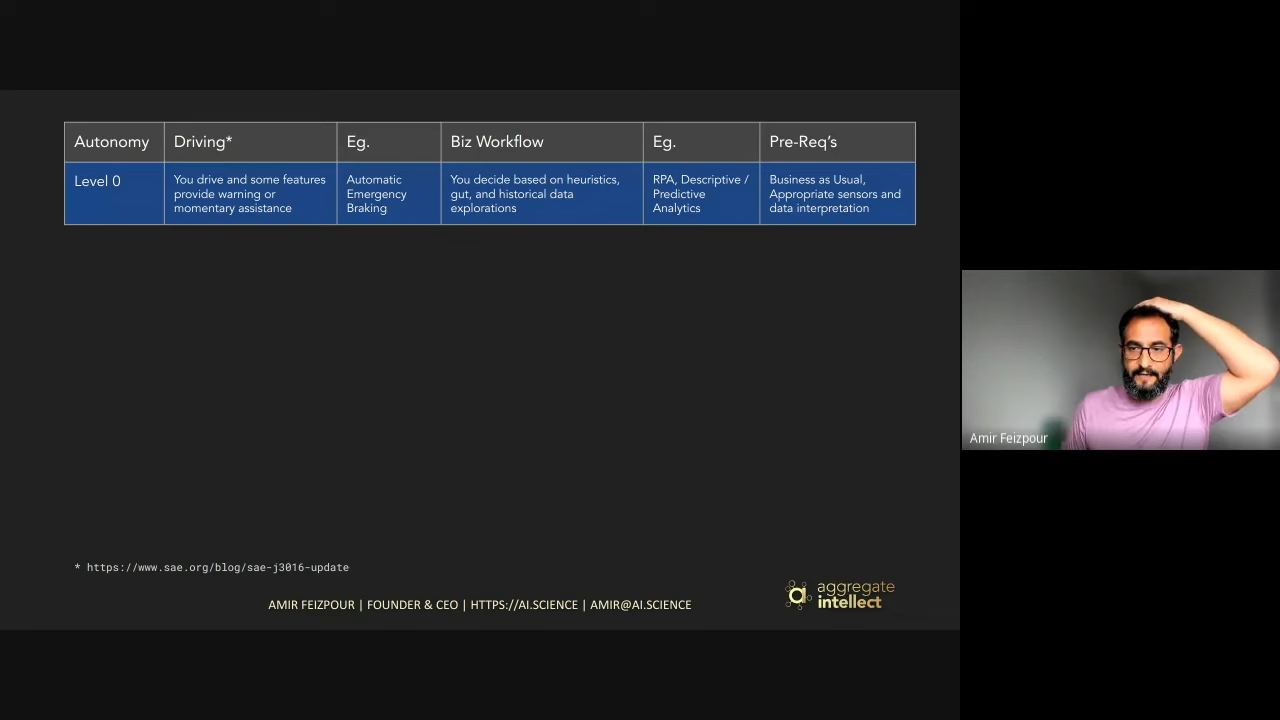 Autonomy Driving* Eg. Biz Workflow Eg. Pre-Req's
Level 0
You drive and some features
provide warning or
momentary assistance
Automatic
Emergency
Braking
You decide based on heuristics,
gut, and historical data
explorations
RPA, Descriptive /
Predictive
Analytics
Business as Usual,
Appropriate sensors and
data interpretation
Amir Feizpour
* https://www.sae.org/blog/sae-j3016-update
AMIR FEIZPOUR | FOUNDER & CEO | HTTPS://AI.SCIENCE | AMIR@AI.SCIENCE
aggregate
intellect